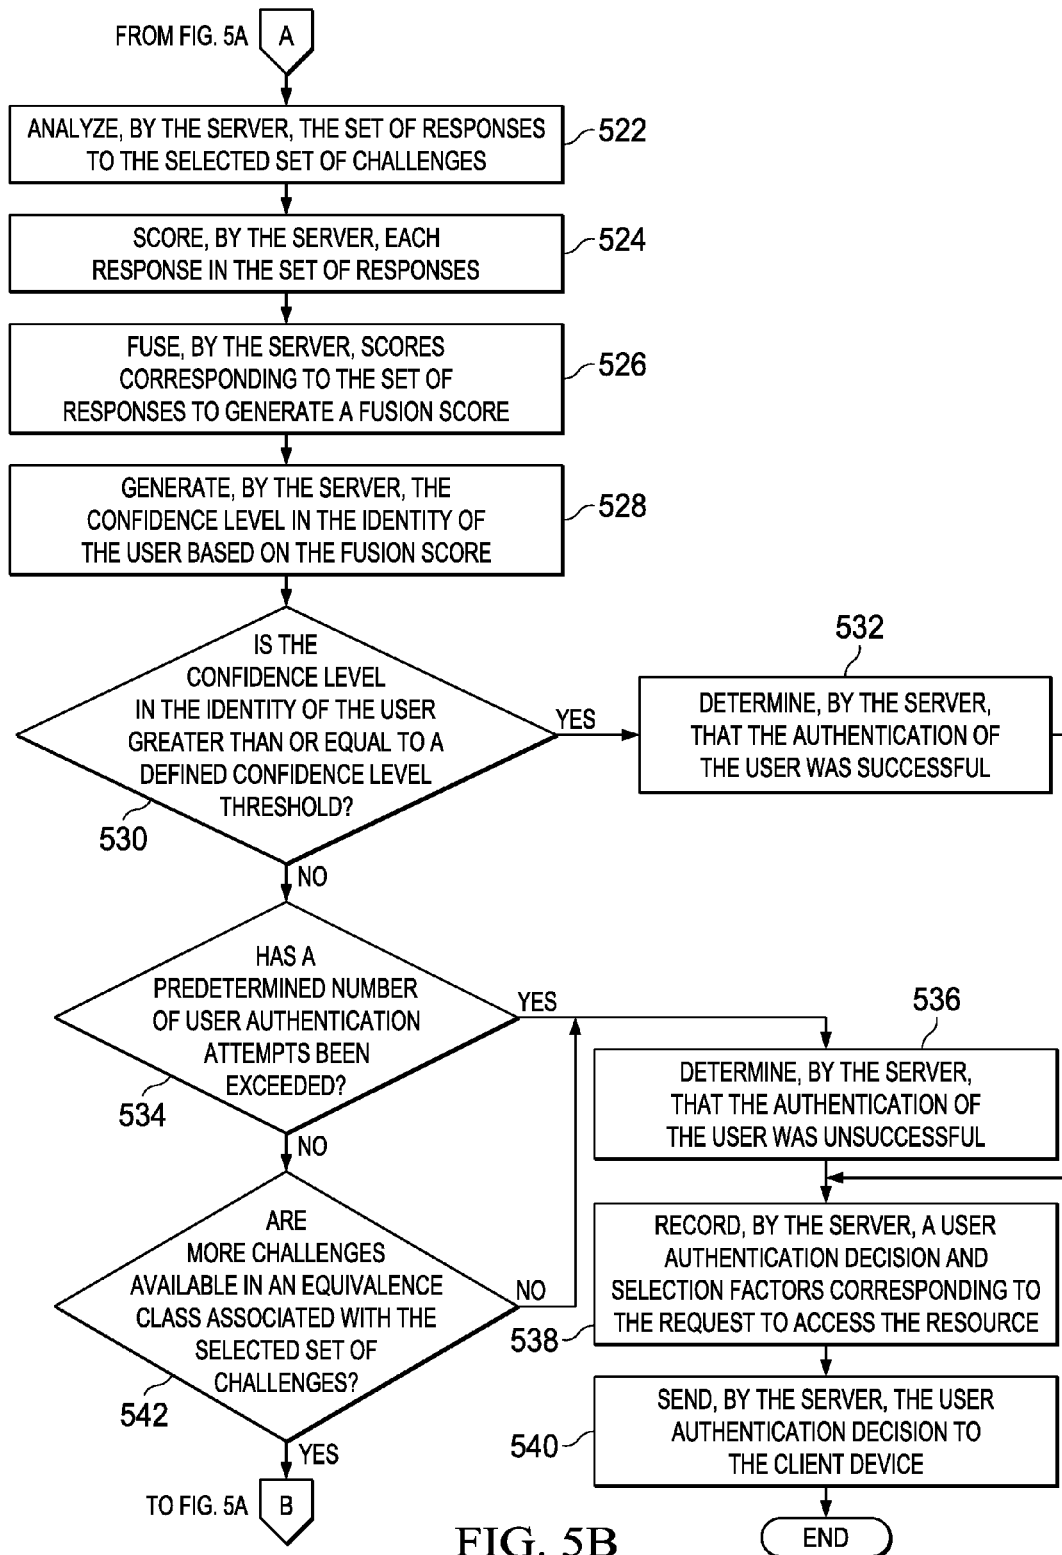 FROM FIG. 5A
A
ANALYZE, BY THE SERVER, THE SET OF RESPONSES
TO THE SELECTED SET OF CHALLENGES
522
SCORE, BY THE SERVER, EACH
RESPONSE IN THE SET OF RESPONSES
524
FUSE, BY THE SERVER, SCORES
CORRESPONDING TO THE SET OF
RESPONSES TO GENERATE A FUSION SCORE
526
GENERATE, BY THE SERVER, THE
CONFIDENCE LEVEL IN THE IDENTITY OF
THE USER BASED ON THE FUSION SCORE
528
IS THE
CONFIDENCE LEVEL
IN THE IDENTITY OF THE USER
GREATER THAN OR EQUAL TO A
DEFINED CONFIDENCE LEVEL
THRESHOLD?
530
YES
NO
532
DETERMINE, BY THE SERVER,
THAT THE AUTHENTICATION OF
THE USER WAS SUCCESSFUL
HAS A
PREDETERMINED NUMBER
OF USER AUTHENTICATION
ATTEMPTS BEEN
EXCEEDED?
534
YES
NO
536
DETERMINE, BY THE SERVER,
THAT THE AUTHENTICATION OF
THE USER WAS UNSUCCESSFUL
ARE
MORE CHALLENGES
AVAILABLE IN AN EQUIVALENCE
CLASS ASSOCIATED WITH THE
SELECTED SET OF
CHALLENGES?
542
NO
YES
RECORD, BY THE SERVER, A USER
AUTHENTICATION DECISION AND
SELECTION FACTORS CORRESPONDING TO
THE REQUEST TO ACCESS THE RESOURCE
538
SEND, BY THE SERVER, THE USER
AUTHENTICATION DECISION TO
THE CLIENT DEVICE
540
TO FIG. 5A
B
END
FIG. 5B